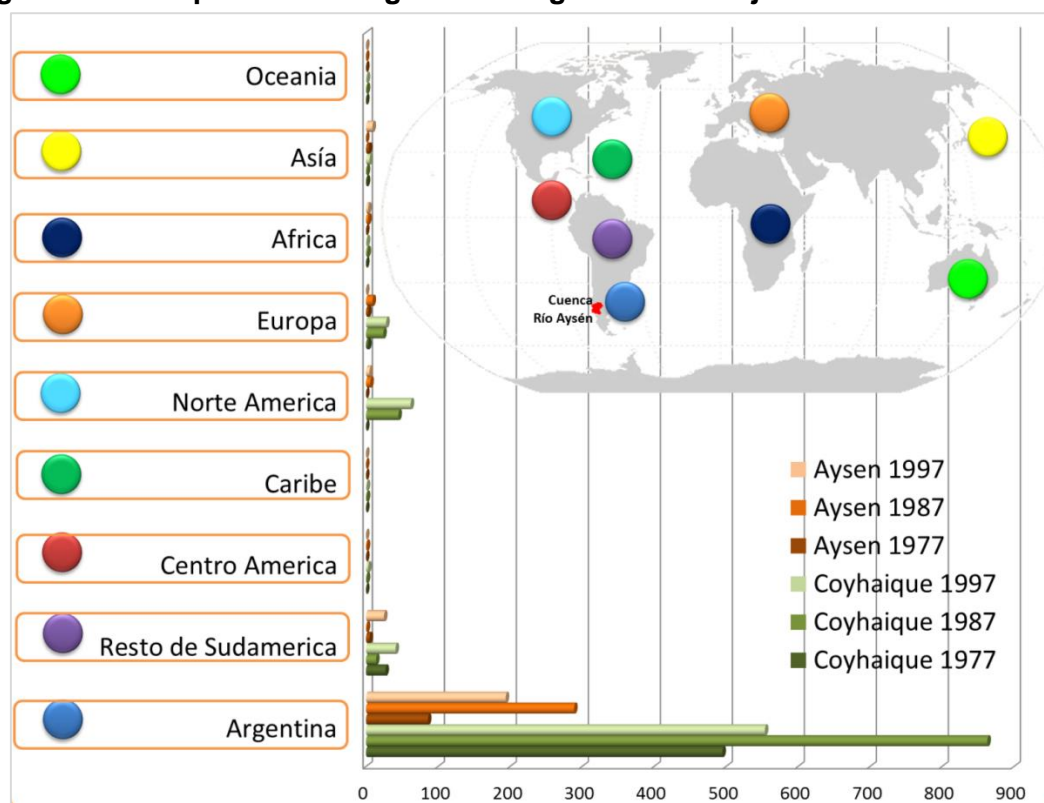 Oceania
Asía
Africa
Europa
Norte America
Caribe
Centro America
Resto de Sudamerica
Argentina
Cuenca
Río Aysén
Aysen 1997
Aysen 1987
Aysen 1977
Coyhaique 1997
Coyhaique 1987
Coyhaique 1977
0 100 200 300 400 500 600 700 800 900